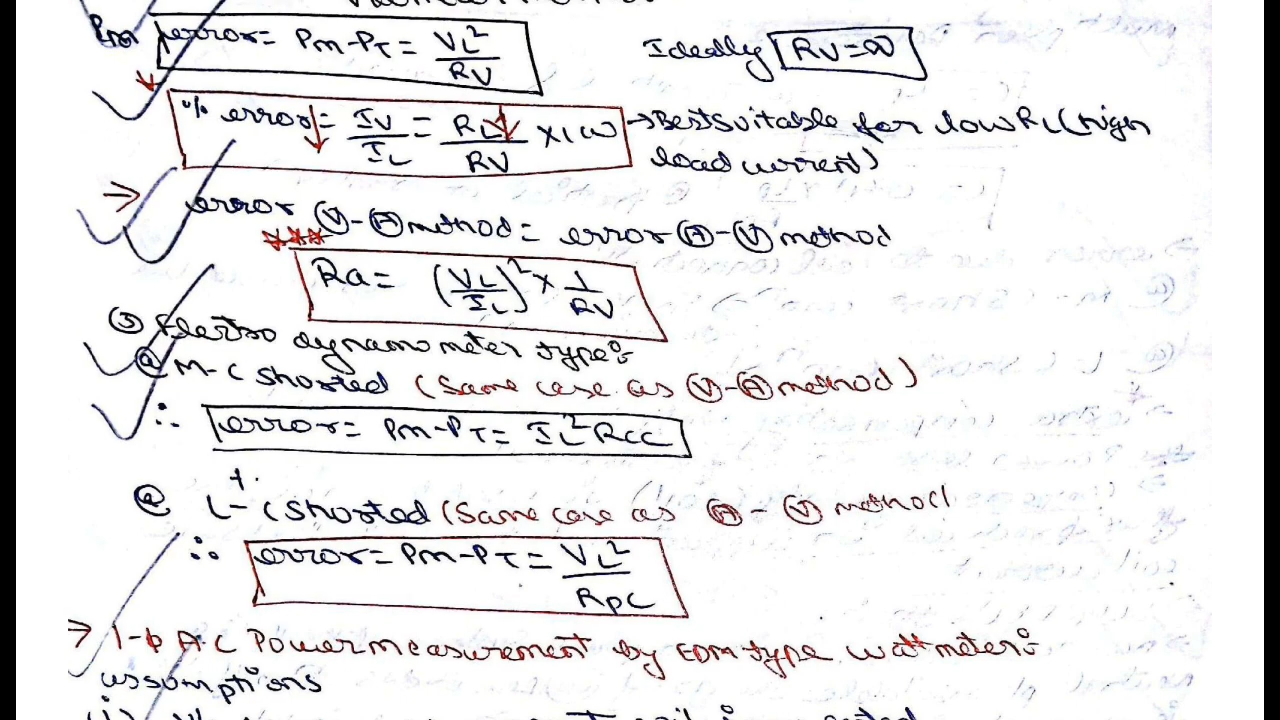 error = Pm-PT = VL²/RV Ideally RV=∞
% error↓ = IV/IL = RL↓/RV ×100 → Best suitable for low RL (high
load current)
→ error Ⓥ-Ⓐ method = error Ⓐ-Ⓥ method
***
Ra = (VL/IL)² × 1/RV
③ Electro dynamometer type:
@ M-C shorted (Same case as Ⓥ-Ⓐ method)
∴ error = Pm-PT = IL² RCC
@ L-C shorted (Same case as Ⓐ-Ⓥ method
∴ error = Pm-PT = VL²/RPC
→ 1-ϕ AC Power measurement by EDM type wattmeter:
assumptions